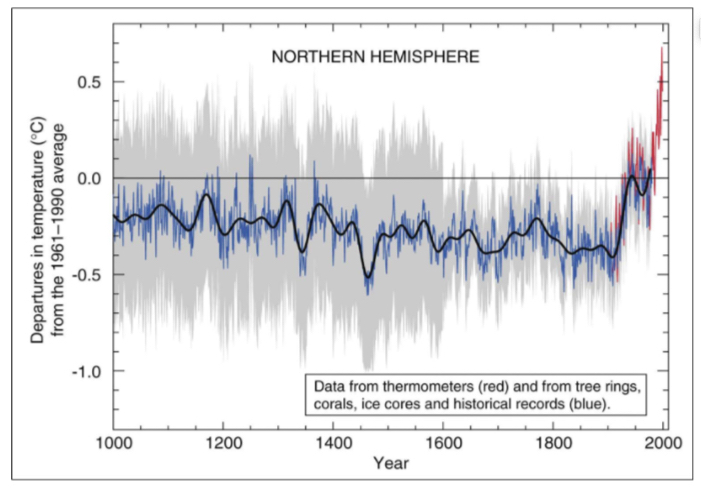 NORTHERN HEMISPHERE
Departures in temperature (°C)
from the 1961–1990 average
0.5
0.0
-0.5
-1.0
Data from thermometers (red) and from tree rings,
corals, ice cores and historical records (blue).
1000 1200 1400 1600 1800 2000
Year